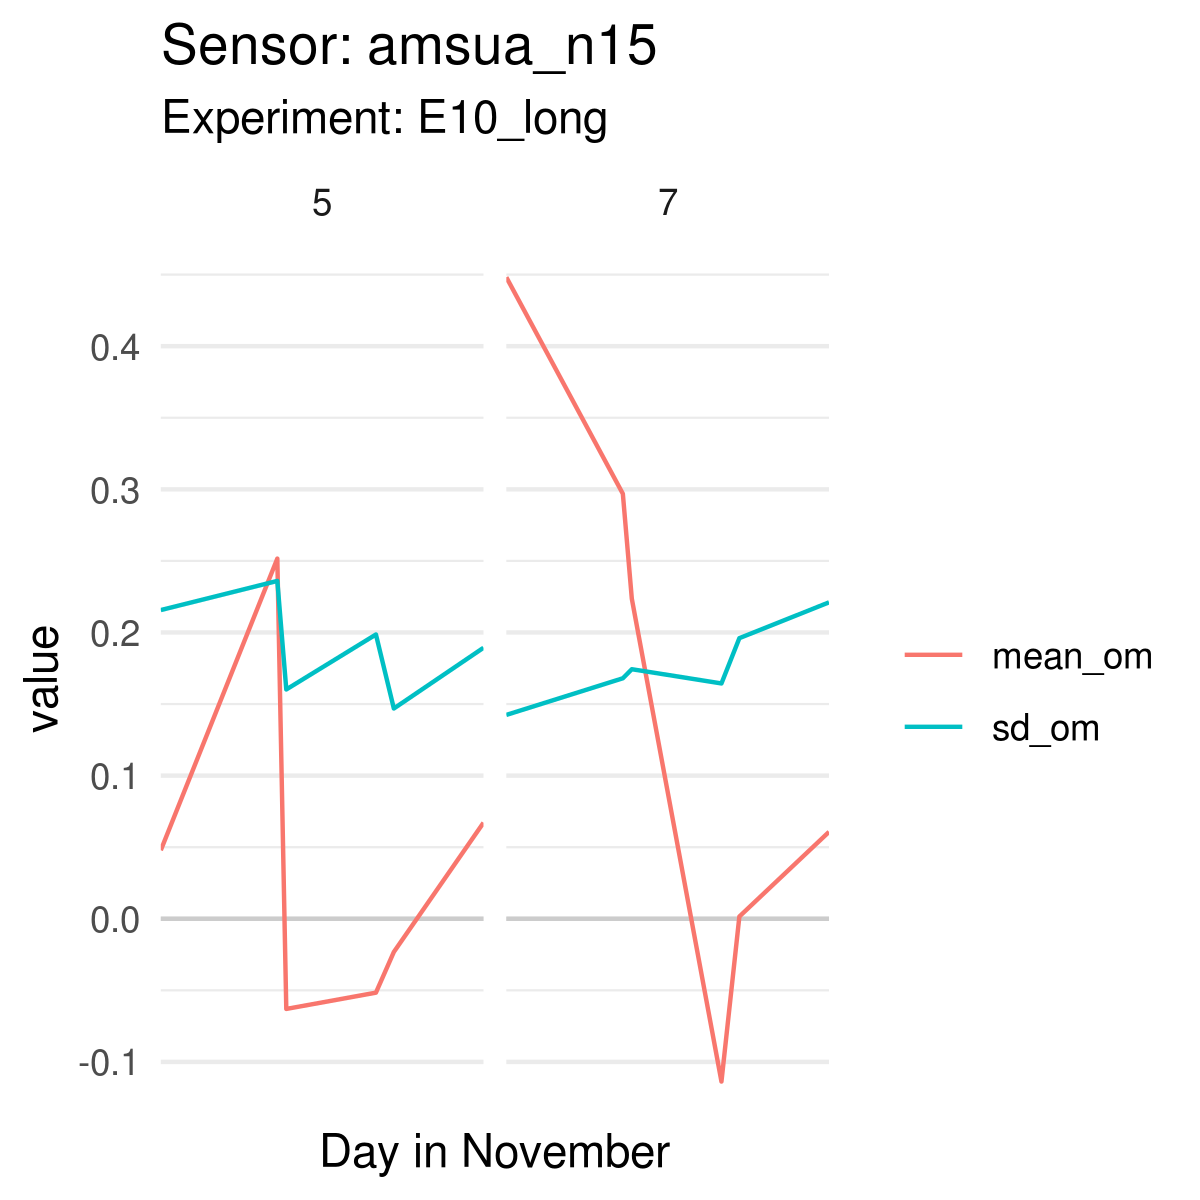 Sensor: amsua_n15
Experiment: E10_long
5
7
0.4
0.3
0.2
0.1
0.0
-0.1
value
Day in November
mean_om
sd_om